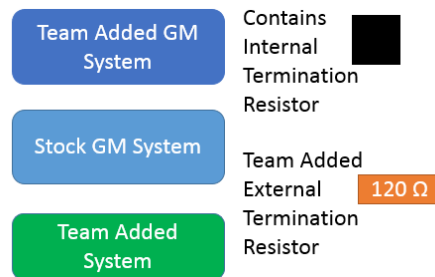 Team Added GM
System
Stock GM System
Team Added
System
Contains
Internal
Termination
Resistor
Team Added
External
Termination
Resistor
120 Ω